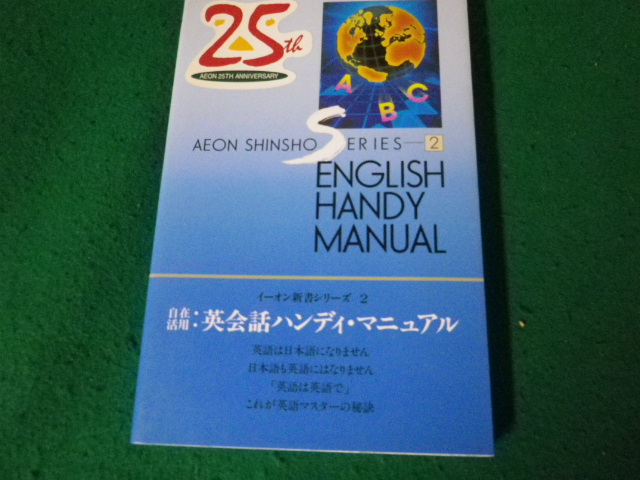 25th
AEON 25TH ANNIVERSARY
A B C
AEON SHINSHO SERIES—2
ENGLISH
HANDY
MANUAL
イーオン新書シリーズ 2
自在活用：英会話ハンディ・マニュアル
英語は日本語になりません
日本語も英語にはなりません
「英語は英語で」
これが英語マスターの秘訣